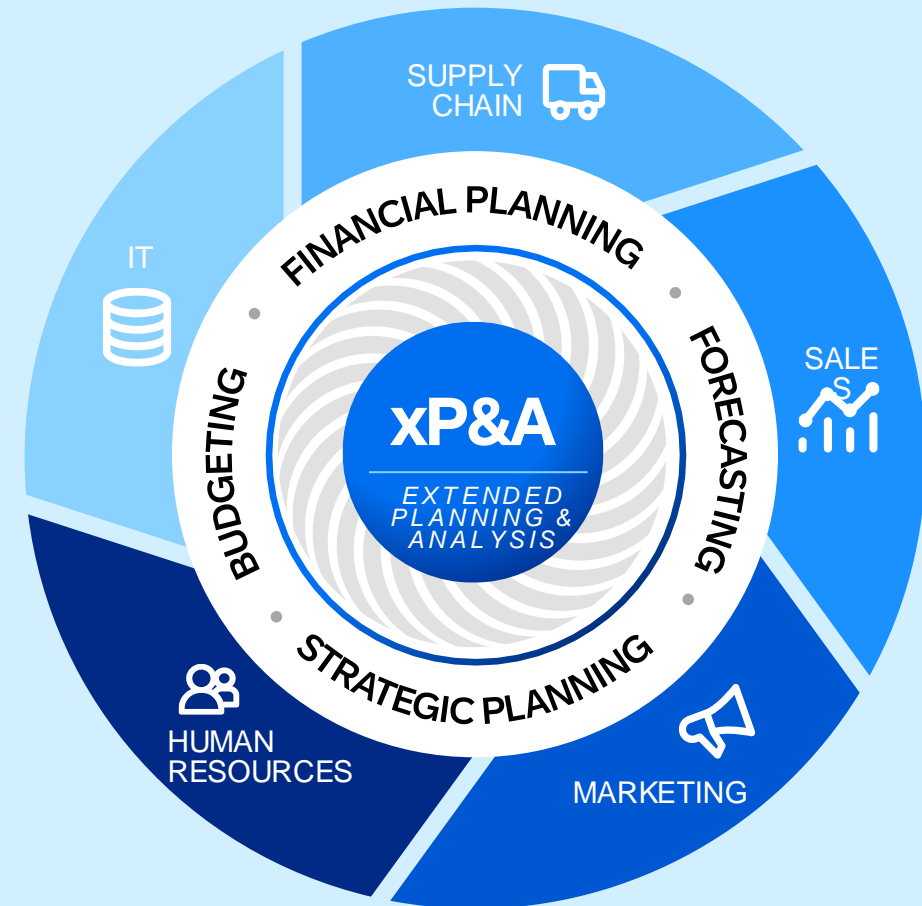 SUPPLY
CHAIN
IT
FINANCIAL PLANNING
FORECASTING
SALE
S
BUDGETING
xP&A
EXTENDED
PLANNING &
ANALYSIS
STRATEGIC PLANNING
HUMAN
RESOURCES
MARKETING